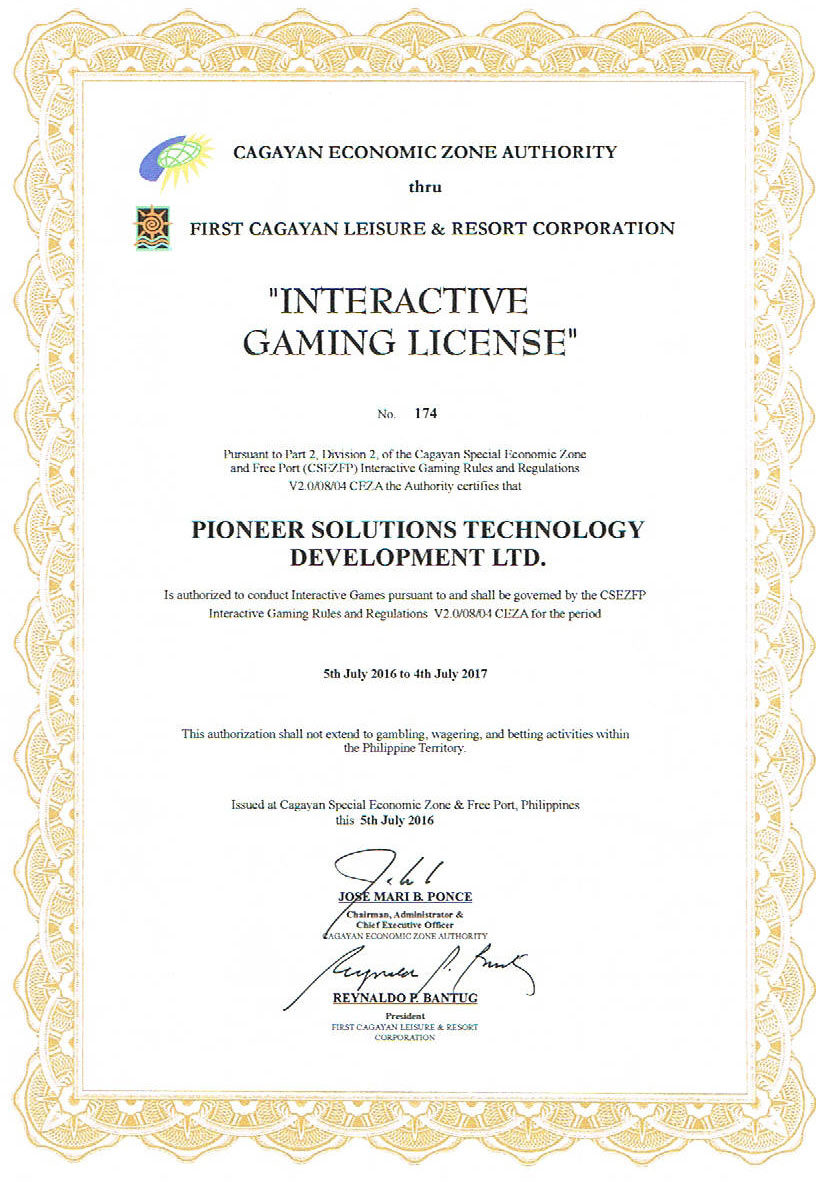 CAGAYAN ECONOMIC ZONE AUTHORITY
thru
FIRST CAGAYAN LEISURE & RESORT CORPORATION
"INTERACTIVE
GAMING LICENSE"
No. 174
Pursuant to Part 2, Division 2, of the Cagayan Special Economic Zone
and Free Port (CSEZFP) Interactive Gaming Rules and Regulations
V2.0/08/04 CEZA the Authority certifies that
PIONEER SOLUTIONS TECHNOLOGY
DEVELOPMENT LTD.
Is authorized to conduct Interactive Games pursuant to and shall be governed by the CSEZFP
Interactive Gaming Rules and Regulations V2.0/08/04 CEZA for the period
5th July 2016 to 4th July 2017
This authorization shall not extend to gambling, wagering, and betting activities within
the Philippine Territory.
Issued at Cagayan Special Economic Zone & Free Port, Philippines
this 5th July 2016
JOSE MARI B. PONCE
Chairman, Administrator &
Chief Executive Officer
CAGAYAN ECONOMIC ZONE AUTHORITY
Reynaldo P. Bantug
REYNALDO P. BANTUG
President
FIRST CAGAYAN LEISURE & RESORT
CORPORATION